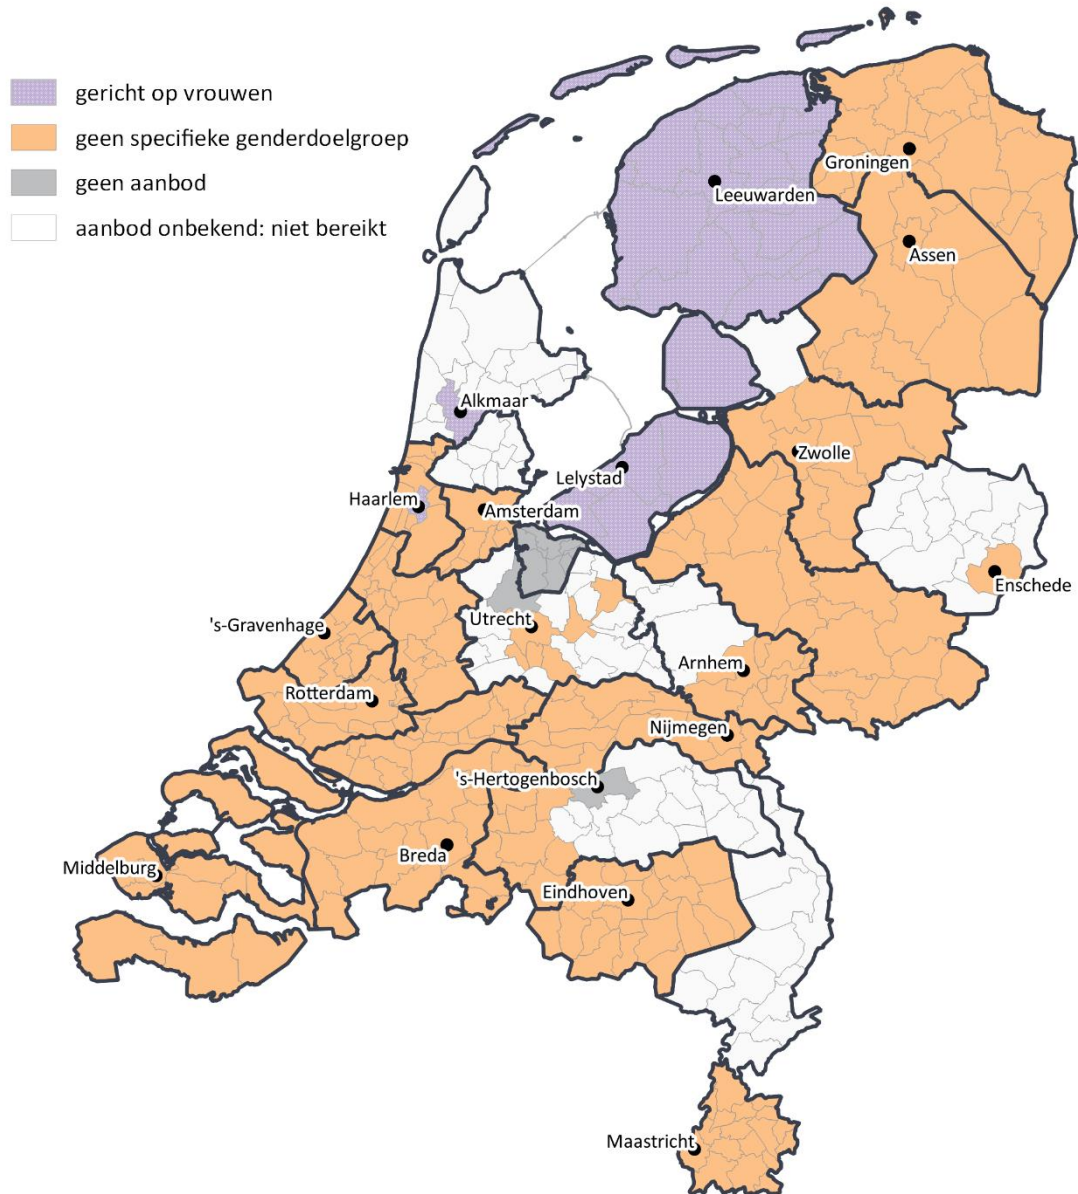 gericht op vrouwen
geen specifieke genderdoelgroep
geen aanbod
aanbod onbekend: niet bereikt
Groningen
Leeuwarden
Assen
Alkmaar
Zwolle
Lelystad
Haarlem
Amsterdam
Enschede
Utrecht
's-Gravenhage
Arnhem
Rotterdam
Nijmegen
's-Hertogenbosch
Breda
Middelburg
Eindhoven
Maastricht